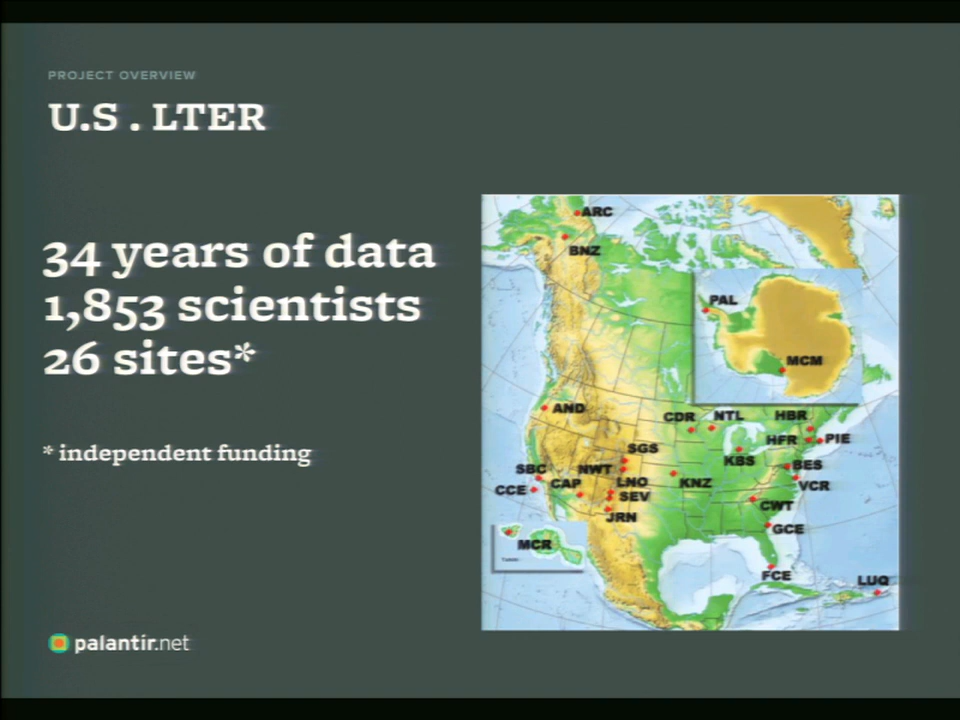 PROJECT OVERVIEW
U.S . LTER
34 years of data
1,853 scientists
26 sites*
* independent funding
palantir.net
ARC
BNZ
PAL
MCM
AND
CDR
NTL
HBR
HFR
PIE
SGS
KBS
SBC
NWT
BES
CCE
CAP
LNO
KNZ
VCR
SEV
CWT
JRN
GCE
MCR
FCE
LUQ